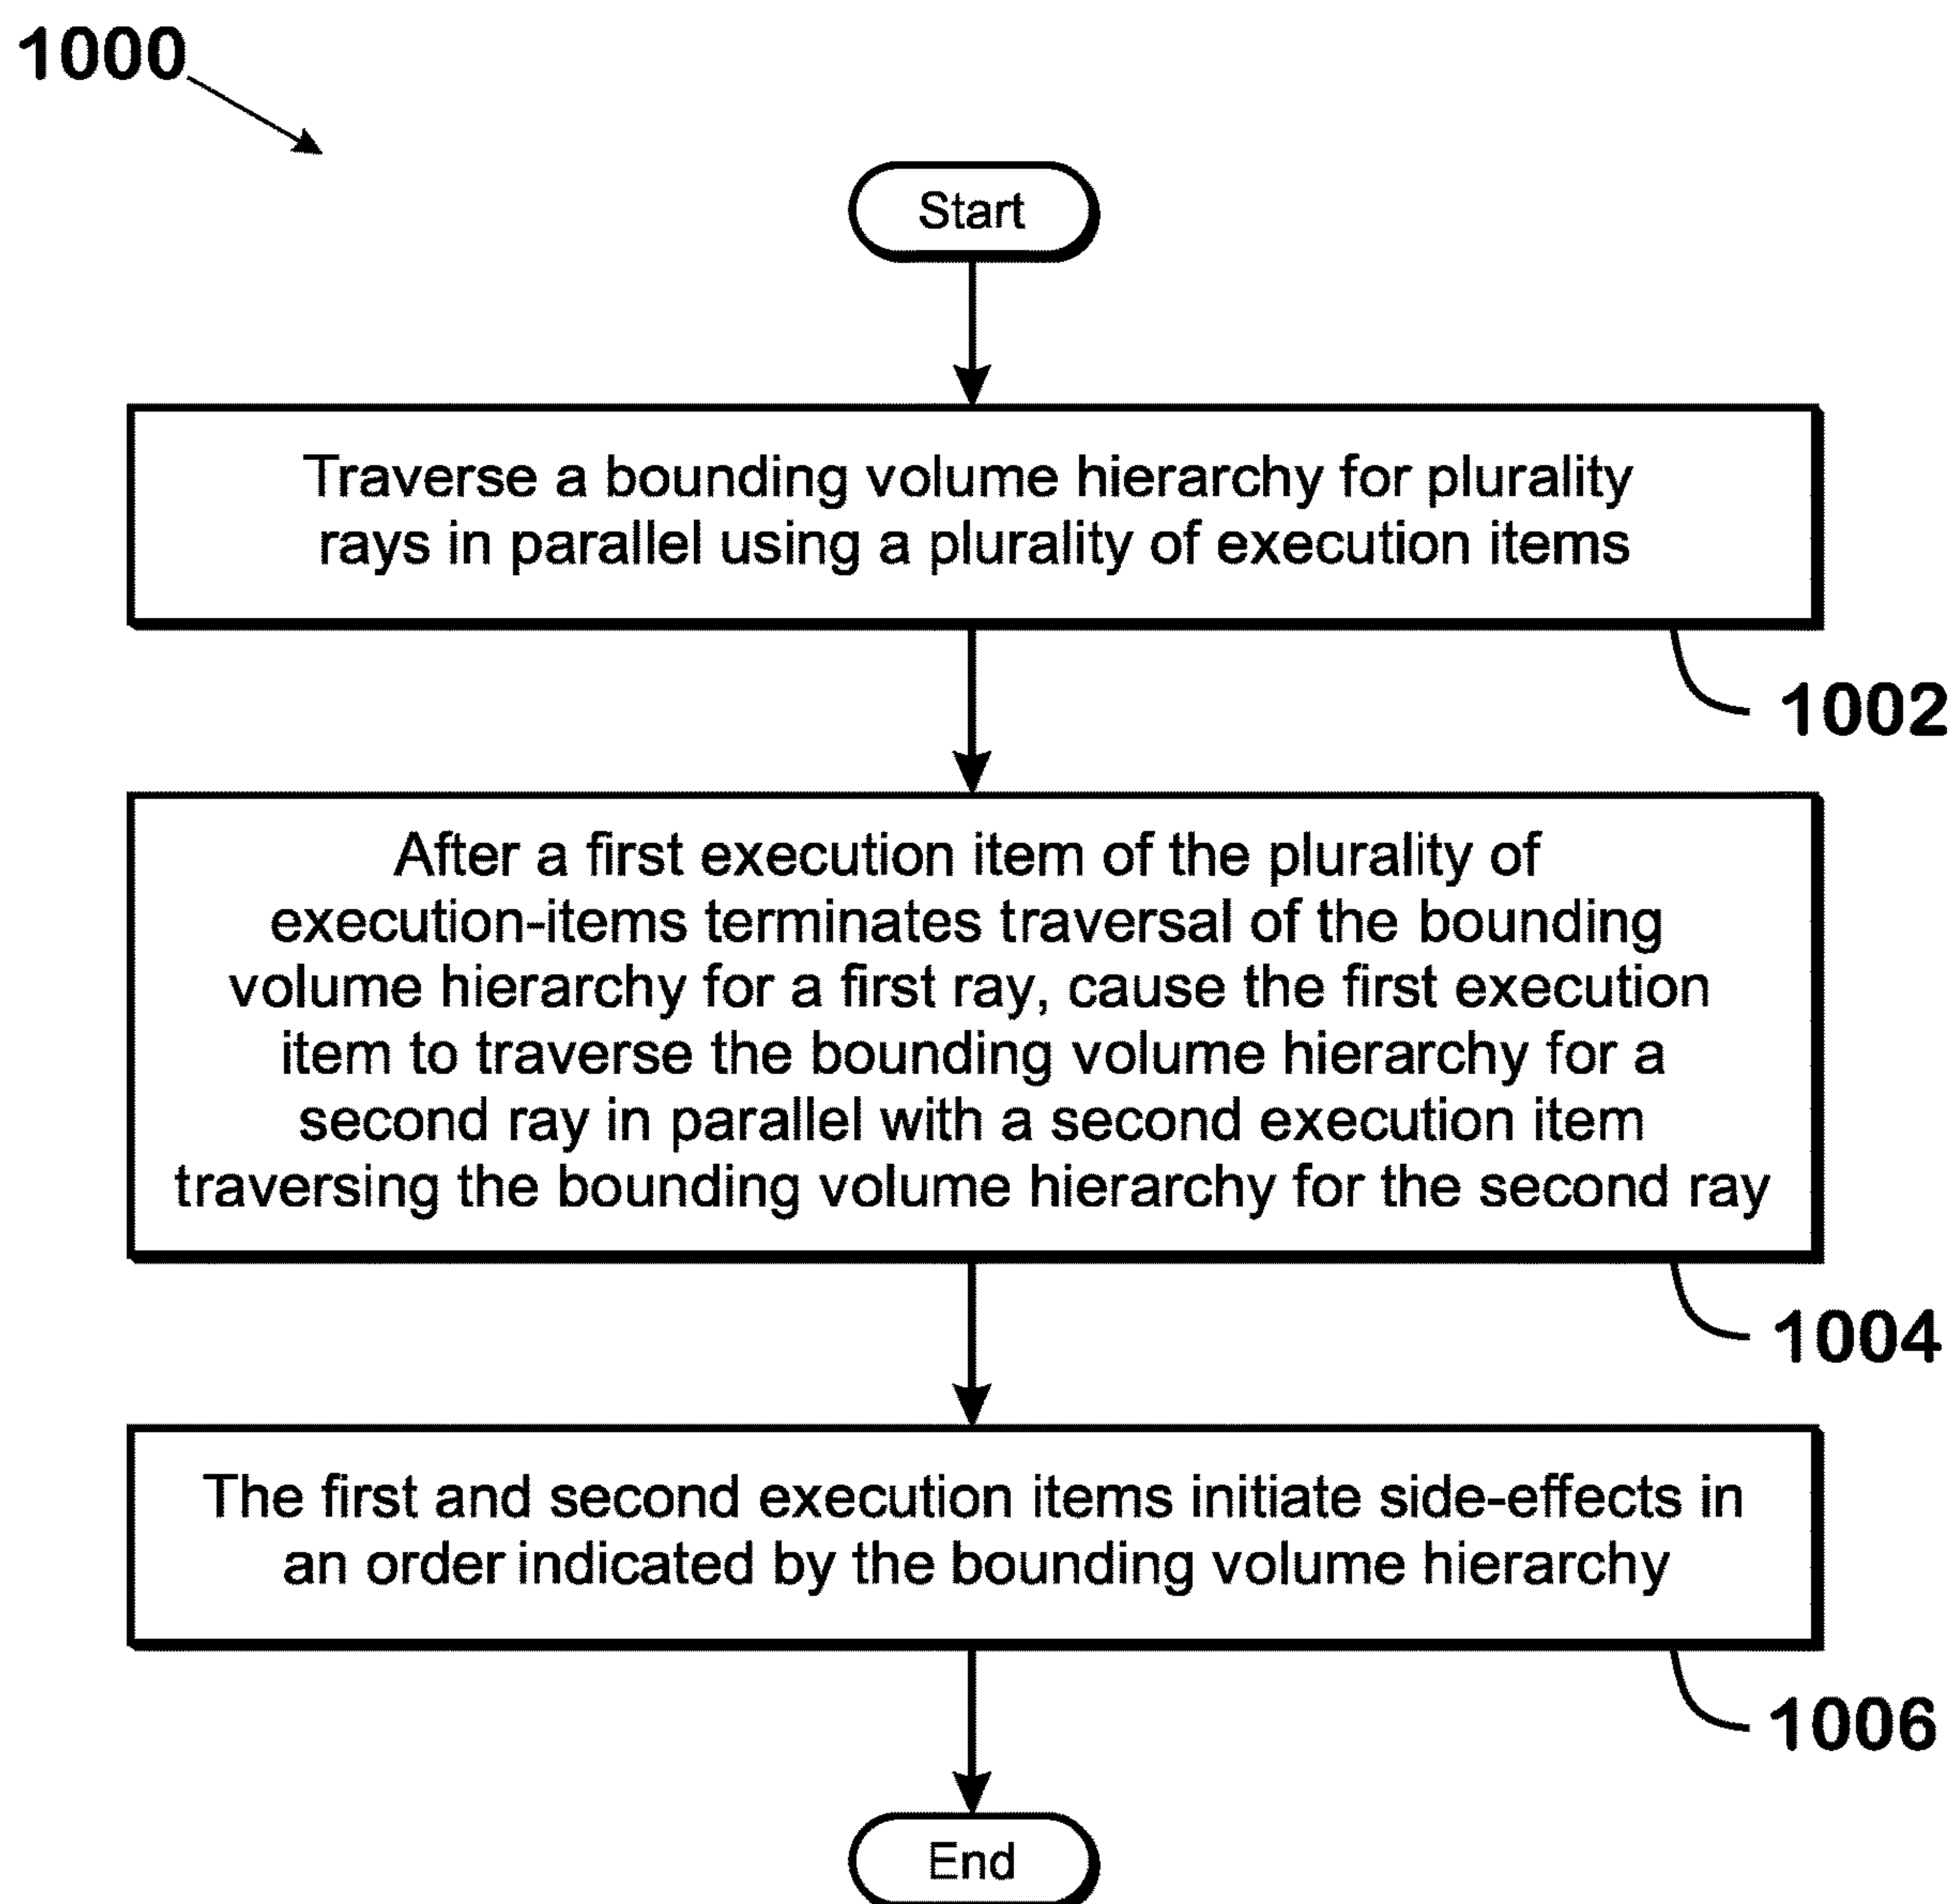 1000
Start
Traverse a bounding volume hierarchy for plurality
rays in parallel using a plurality of execution items
1002
After a first execution item of the plurality of
execution-items terminates traversal of the bounding
volume hierarchy for a first ray, cause the first execution
item to traverse the bounding volume hierarchy for a
second ray in parallel with a second execution item
traversing the bounding volume hierarchy for the second ray
1004
The first and second execution items initiate side-effects in
an order indicated by the bounding volume hierarchy
1006
End